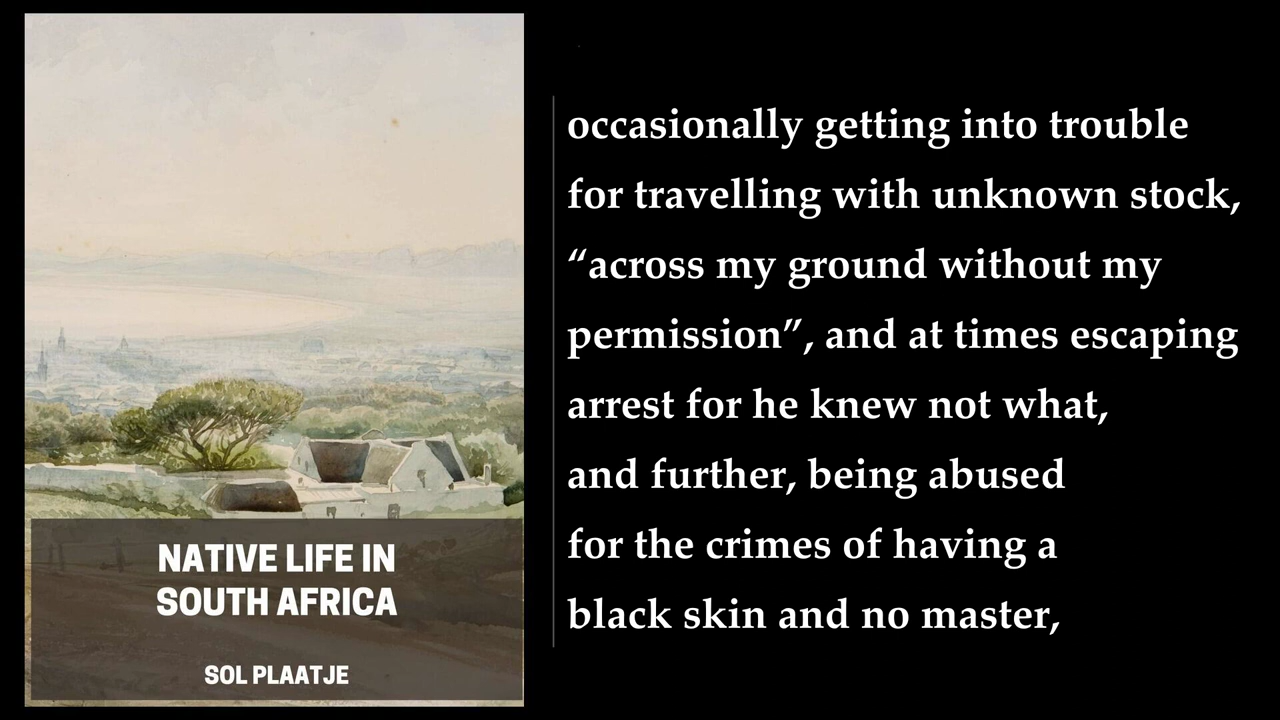 NATIVE LIFE IN
SOUTH AFRICA
SOL PLAATJE
occasionally getting into trouble
for travelling with unknown stock,
“across my ground without my
permission”, and at times escaping
arrest for he knew not what,
and further, being abused
for the crimes of having a
black skin and no master,